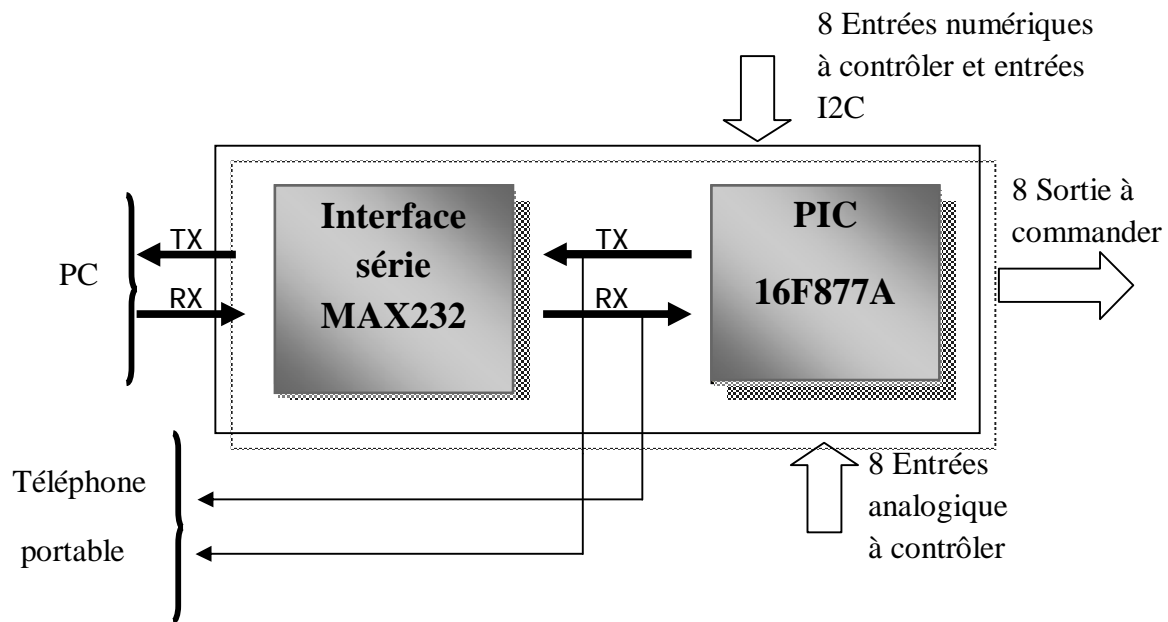 8 Entrées numériques
à contrôler et entrées
I2C
Interface
série
MAX232
PIC
16F877A
TX
RX
TX
RX
PC
8 Sortie à
commander
Téléphone
portable
8 Entrées
analogique
à contrôler